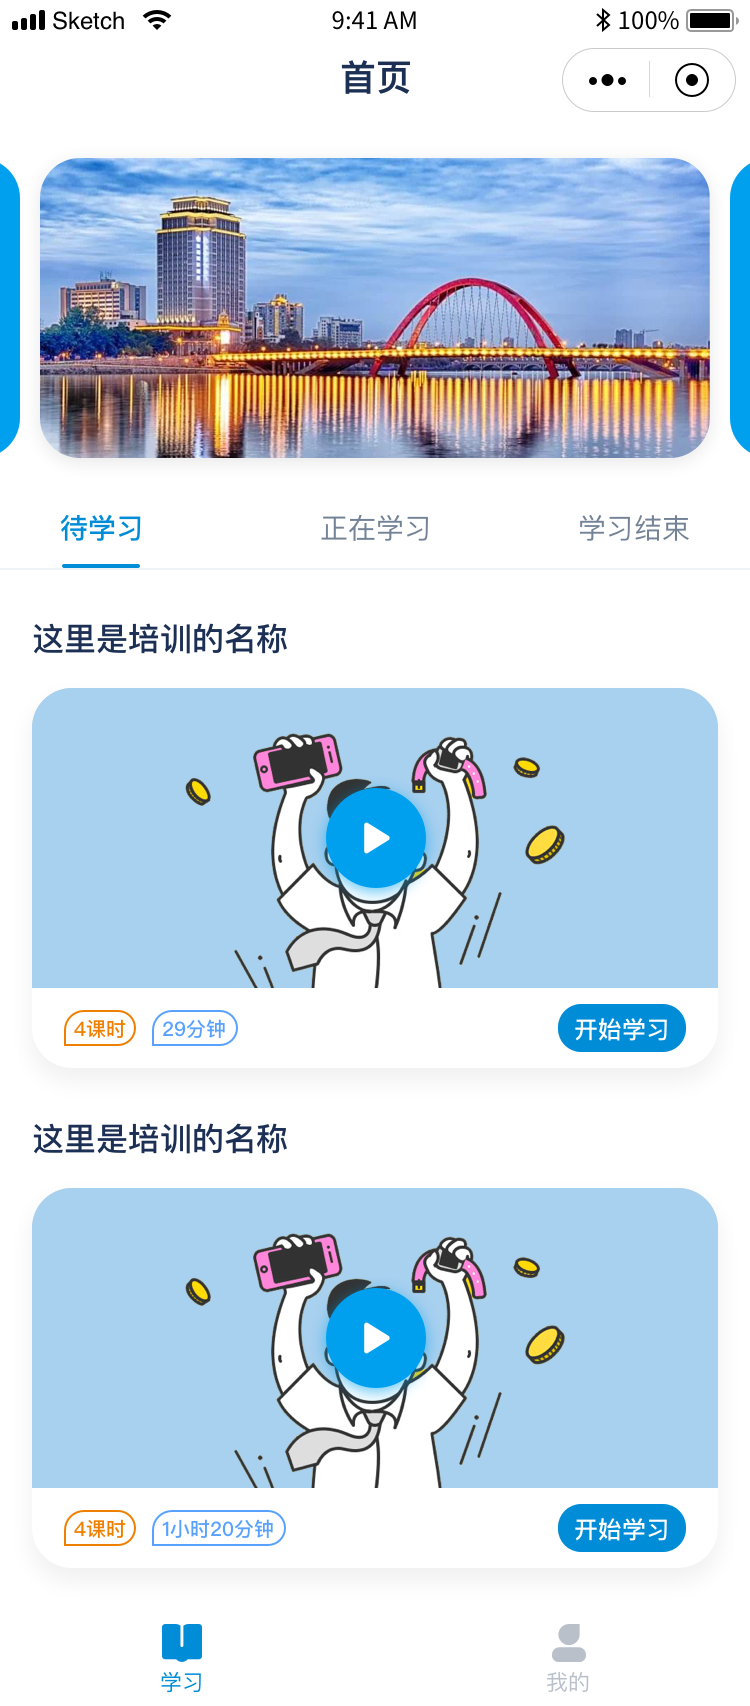 Sketch 9:41 AM 100%
首页
待学习 正在学习 学习结束
这里是培训的名称
4课时 29分钟 开始学习
这里是培训的名称
4课时 1小时20分钟 开始学习
学习 我的